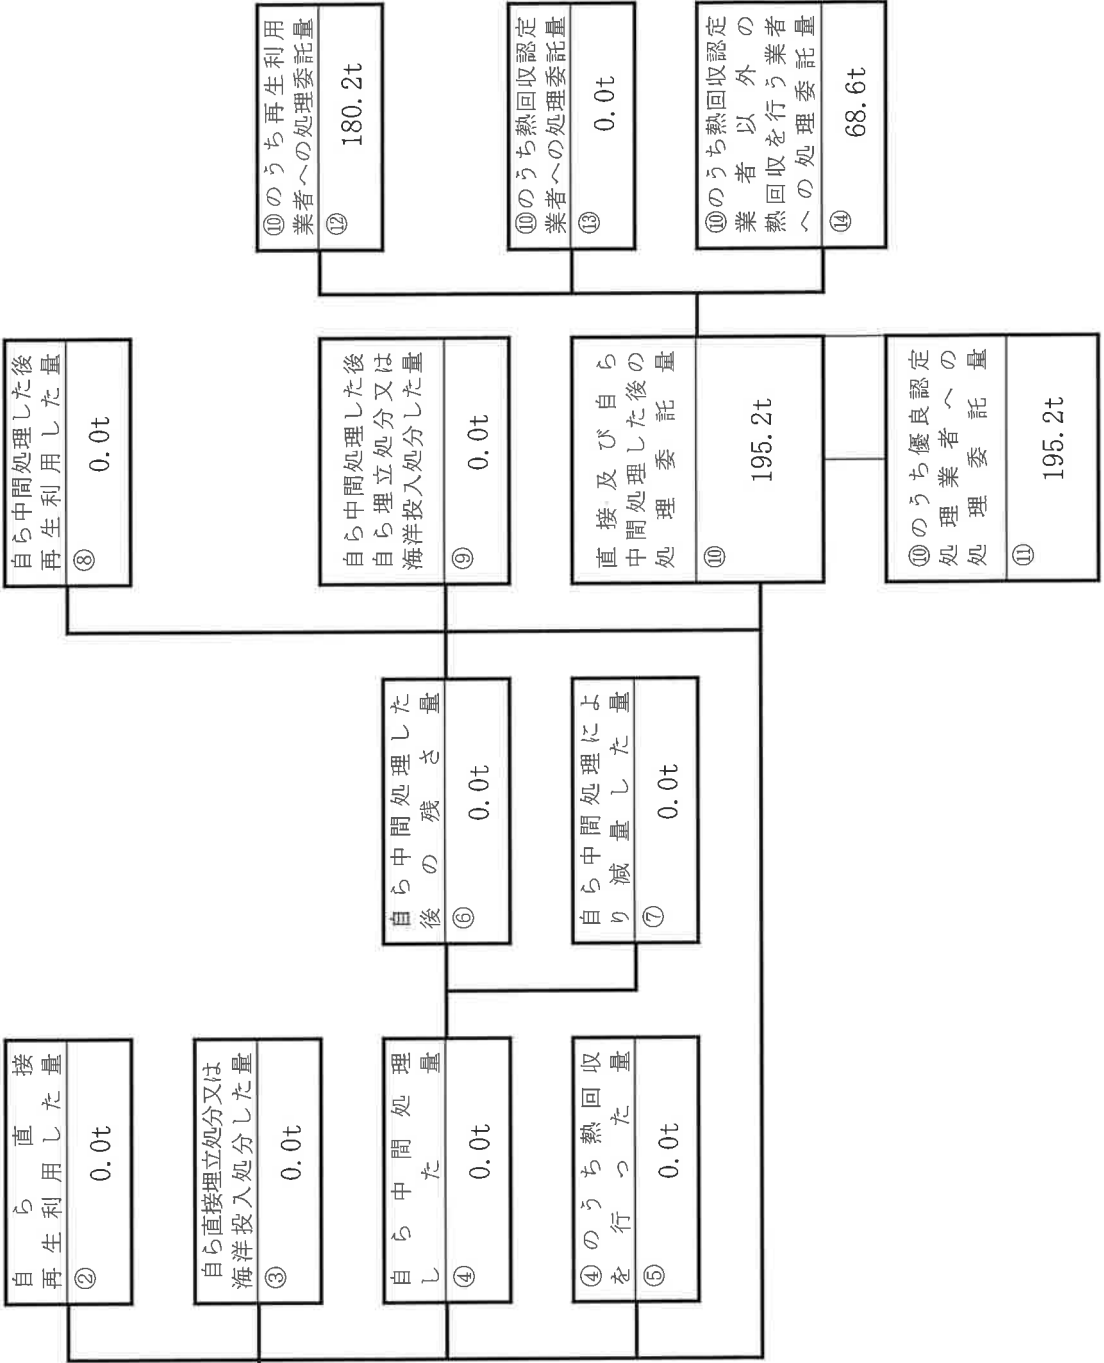 自ら直接
再生利用した量
②
0.0t
自ら直接埋立処分又は
海洋投入処分した量
③
0.0t
自ら中間処理
した量
④
0.0t
④のうち熱回収
を行った量
⑤
0.0t
自ら中間処理した
後の残さ量
⑥
0.0t
自ら中間処理によ
り減量した量
⑦
0.0t
自ら中間処理した後
再生利用した量
⑧
0.0t
自ら中間処理した後
自ら埋立処分又は
海洋投入処分した量
⑨
0.0t
直接及び自ら
中間処理した後の
処理委託量
⑩
195.2t
⑩のうち優良認定
処理業者への
処理委託量
⑪
195.2t
⑩のうち再生利用
業者への処理委託量
⑫
180.2t
⑩のうち熱回収認定
業者への処理委託量
⑬
0.0t
⑩のうち熱回収認定
業者以外の
熱回収を行う業者
への処理委託量
⑭
68.6t